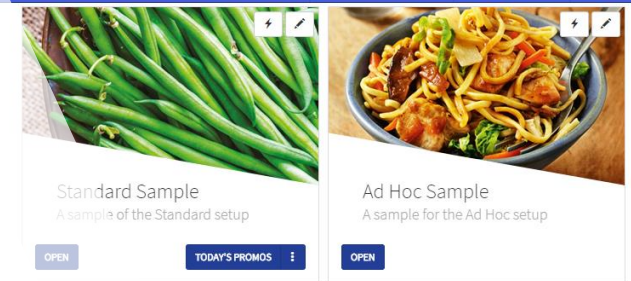 Standard Sample
A sample of the Standard setup
OPEN
TODAY'S PROMOS
Ad Hoc Sample
A sample for the Ad Hoc setup
OPEN